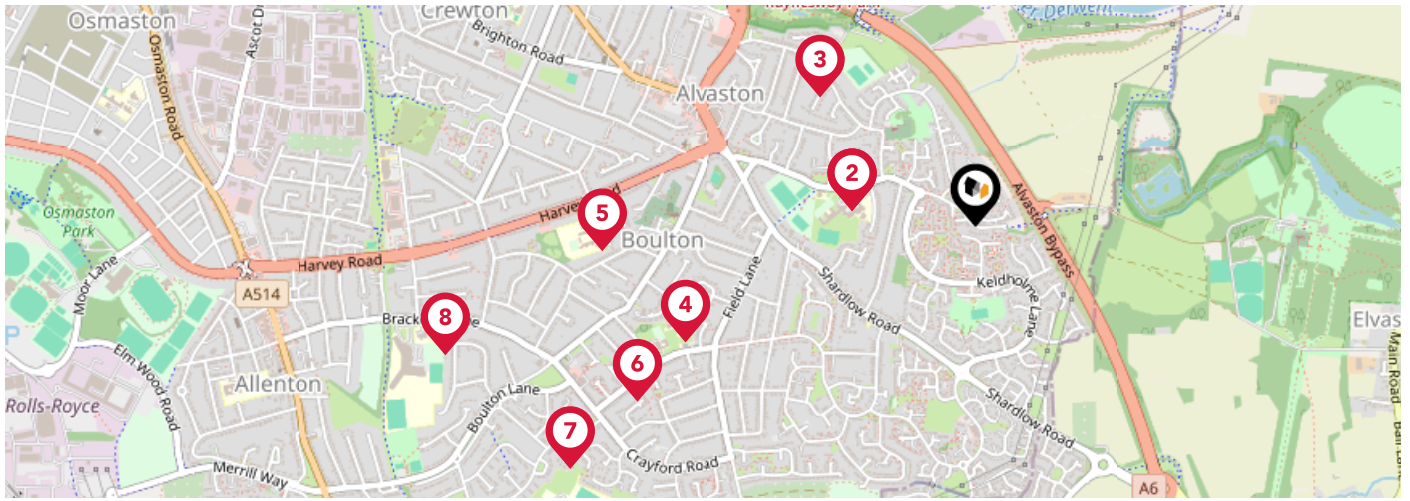 Osmaston
Crewton
Ascot D
Brighton Road
Osmaston Road
Alvaston
3
2
Harve
d
5
Boulton
Alvaston Bypass
Osmaston
Park
Moor Lane
Harvey Road
A514
Keldholme Lane
Shardlow Road
Field Lane
4
Brack
e
8
6
Elvas
Main Road
P
Elm Wood Road
Allenton
Rolls-Royce
Boulton Lane
Shardlow Road
7
Crayford Road
Merrill Way
A6